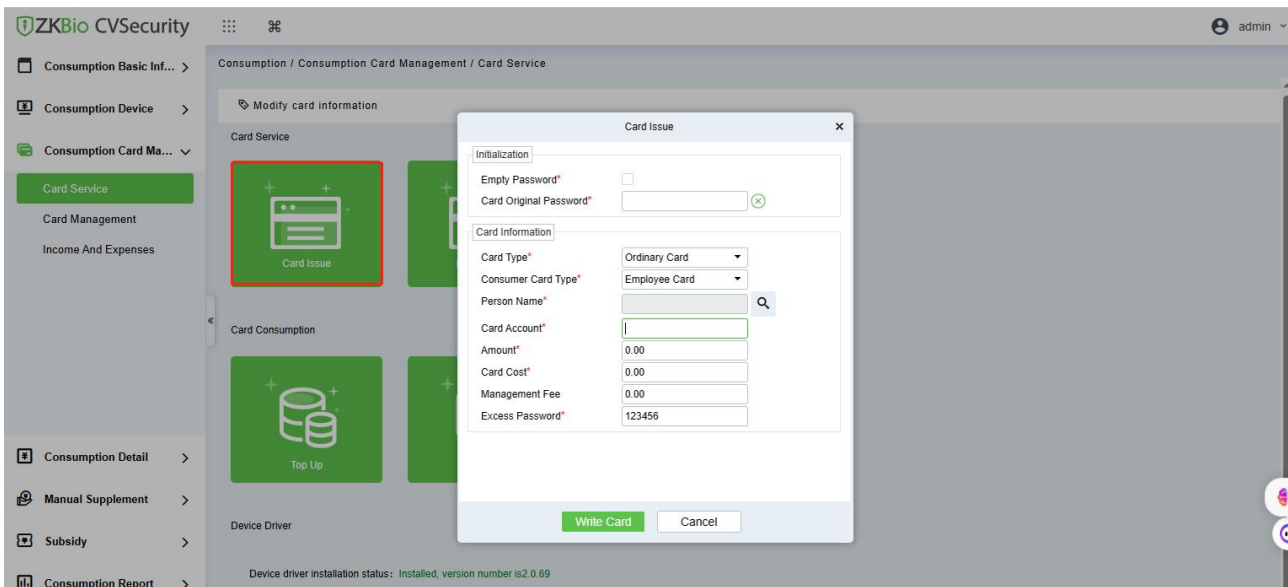 ZKBio CVSecurity
admin
Consumption Basic Inf...
Consumption Device
Consumption Card Ma...
Card Service
Card Management
Income And Expenses
Consumption Detail
Manual Supplement
Subsidy
Consumption Report
Consumption / Consumption Card Management / Card Service
Modify card information
Card Service
Card Issue
Card Consumption
Top Up
Device Driver
Device driver installation status: Installed, version number is2.0.69
Card Issue
Initialization
Empty Password*
Card Original Password*
Card Information
Card Type* Ordinary Card
Consumer Card Type* Employee Card
Person Name*
Card Account*
Amount* 0.00
Card Cost* 0.00
Management Fee 0.00
Excess Password* 123456
Write Card Cancel